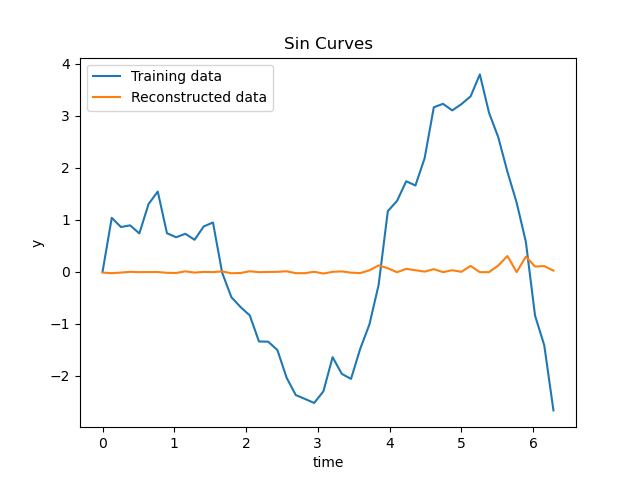 Sin Curves
Training data
Reconstructed data
4
3
2
1
0
−1
−2
y
0 1 2 3 4 5 6
time